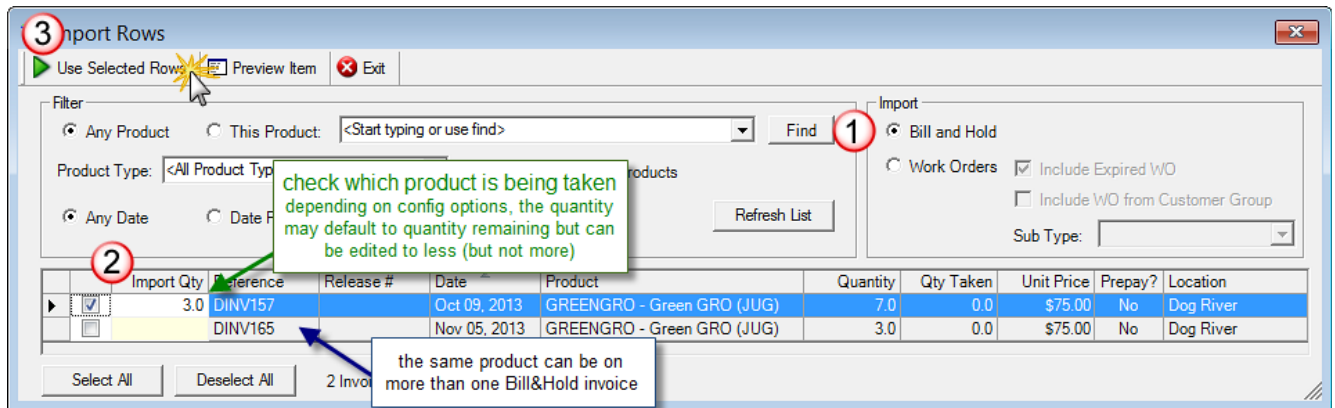 3 mport Rows
Use Selected Rows Preview Item Exit
Filter Import
Any Product This Product: <Start typing or use find> Find 1 Bill and Hold
Product Type: <All Product Typ roducts Work Orders Include Expired WO
Include WO from Customer Group
Any Date Date Refresh List
Sub Type:
check which product is being taken
depending on config options, the quantity
may default to quantity remaining but can
be edited to less (but not more)
2
Import Qty Reference Release # Date Product Quantity Qty Taken Unit Price Prepay? Location
3.0 DINV157 Oct 09, 2013 GREENGRO - Green GRO (JUG) 7.0 0.0 $75.00 No Dog River
DINV165 Nov 05, 2013 GREENGRO - Green GRO (JUG) 3.0 0.0 $75.00 No Dog River
the same product can be on
more than one Bill&Hold invoice
Select All Deselect All 2 Invo